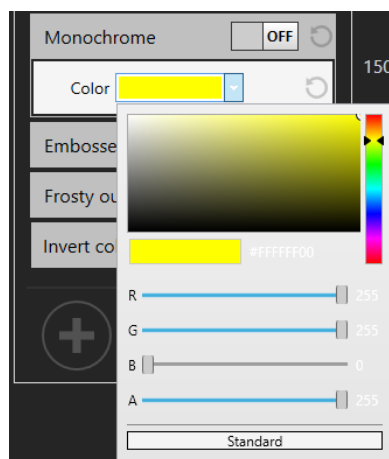 Monochrome OFF
150
Color
Embosse
Frosty ou
Invert co
#FFFFFF00
R 255
G 255
B 0
A 255
Standard